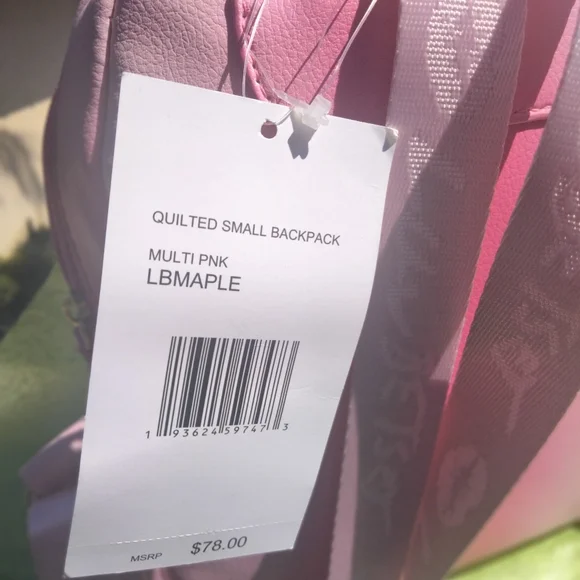 QUILTED SMALL BACKPACK
MULTI PNK
LBMAPLE
1 93624 59747 3
MSRP $78.00